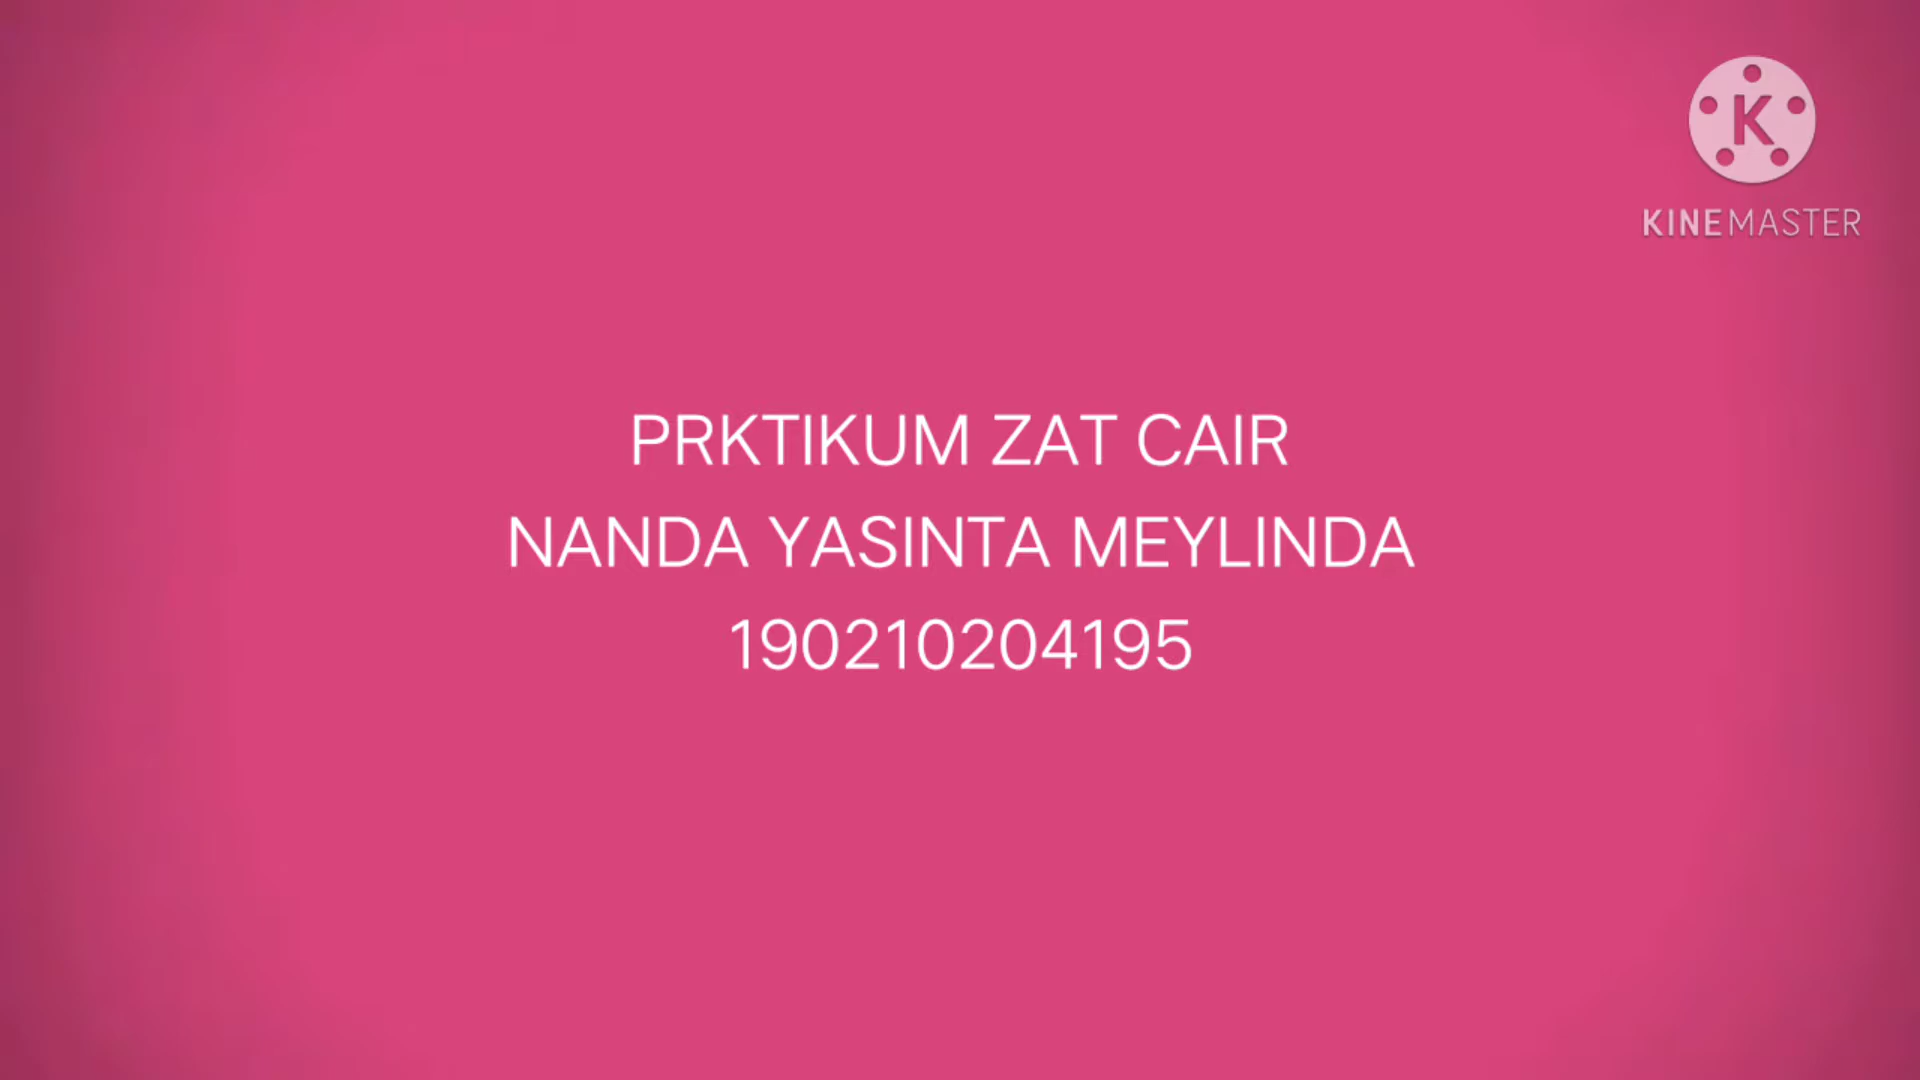 K
KINEMASTER
PRKTIKUM ZAT CAIR
NANDA YASINTA MEYLINDA
190210204195